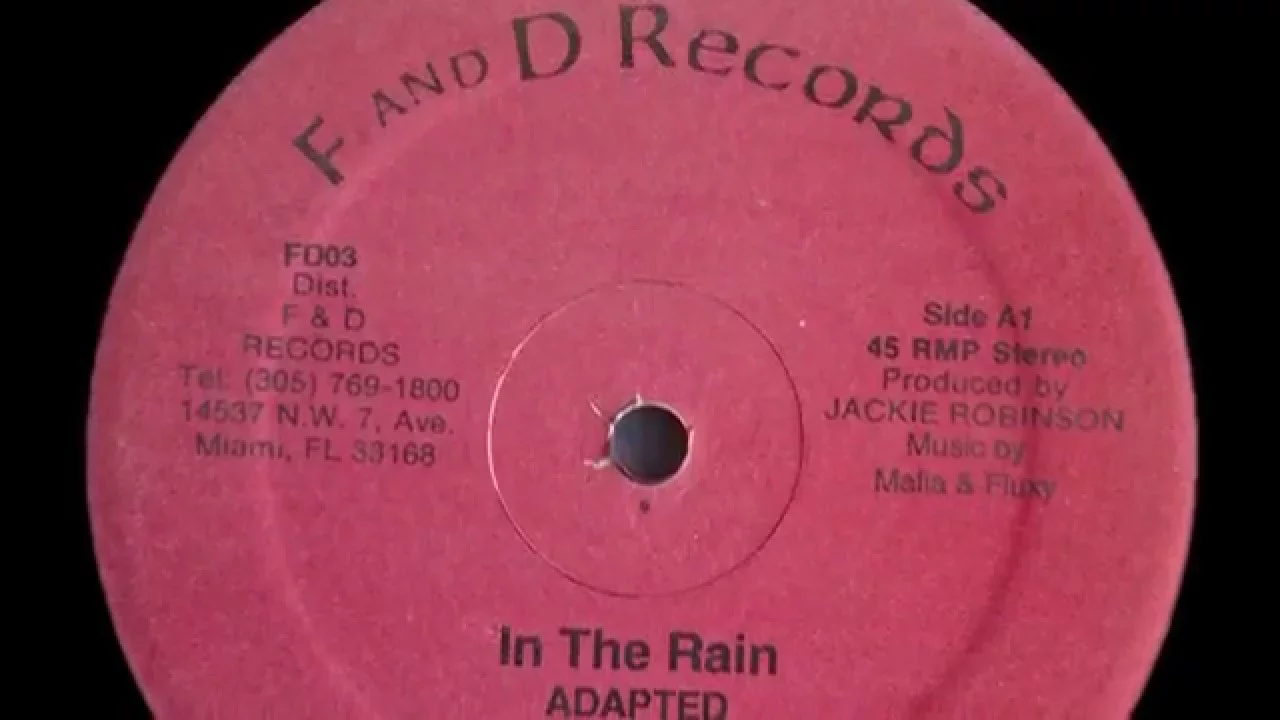 F AND D Records
FD03
Dist.
F & D
RECORDS
Tel: (305) 769-1800
14537 N.W. 7, Ave.
Miami, FL 33168
Side A1
45 RMP Stereo
Produced by
JACKIE ROBINSON
Music by
Mafia & Fluxy
In The Rain
ADAPTED